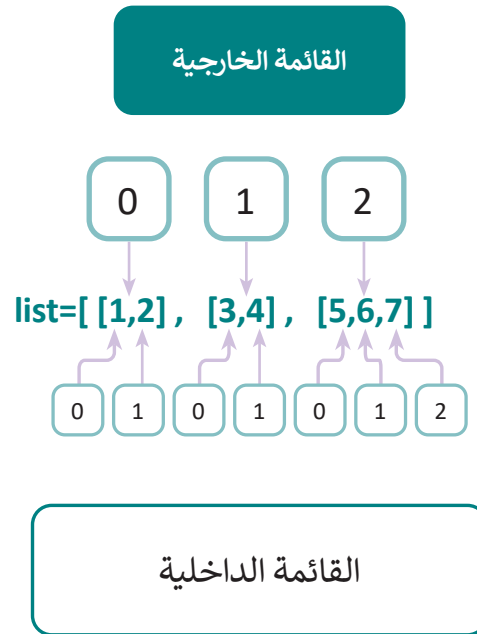 القائمة الخارجية
0 1 2
list=[ [1,2] , [3,4] , [5,6,7] ]
0 1 0 1 0 1 2
القائمة الداخلية